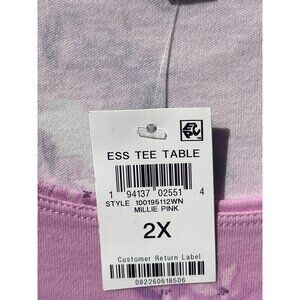 ESS TEE TABLE
1 94137 02551 4
STYLE 100195112WN
MILLIE PINK
2X
Customer Return Label
082260618506